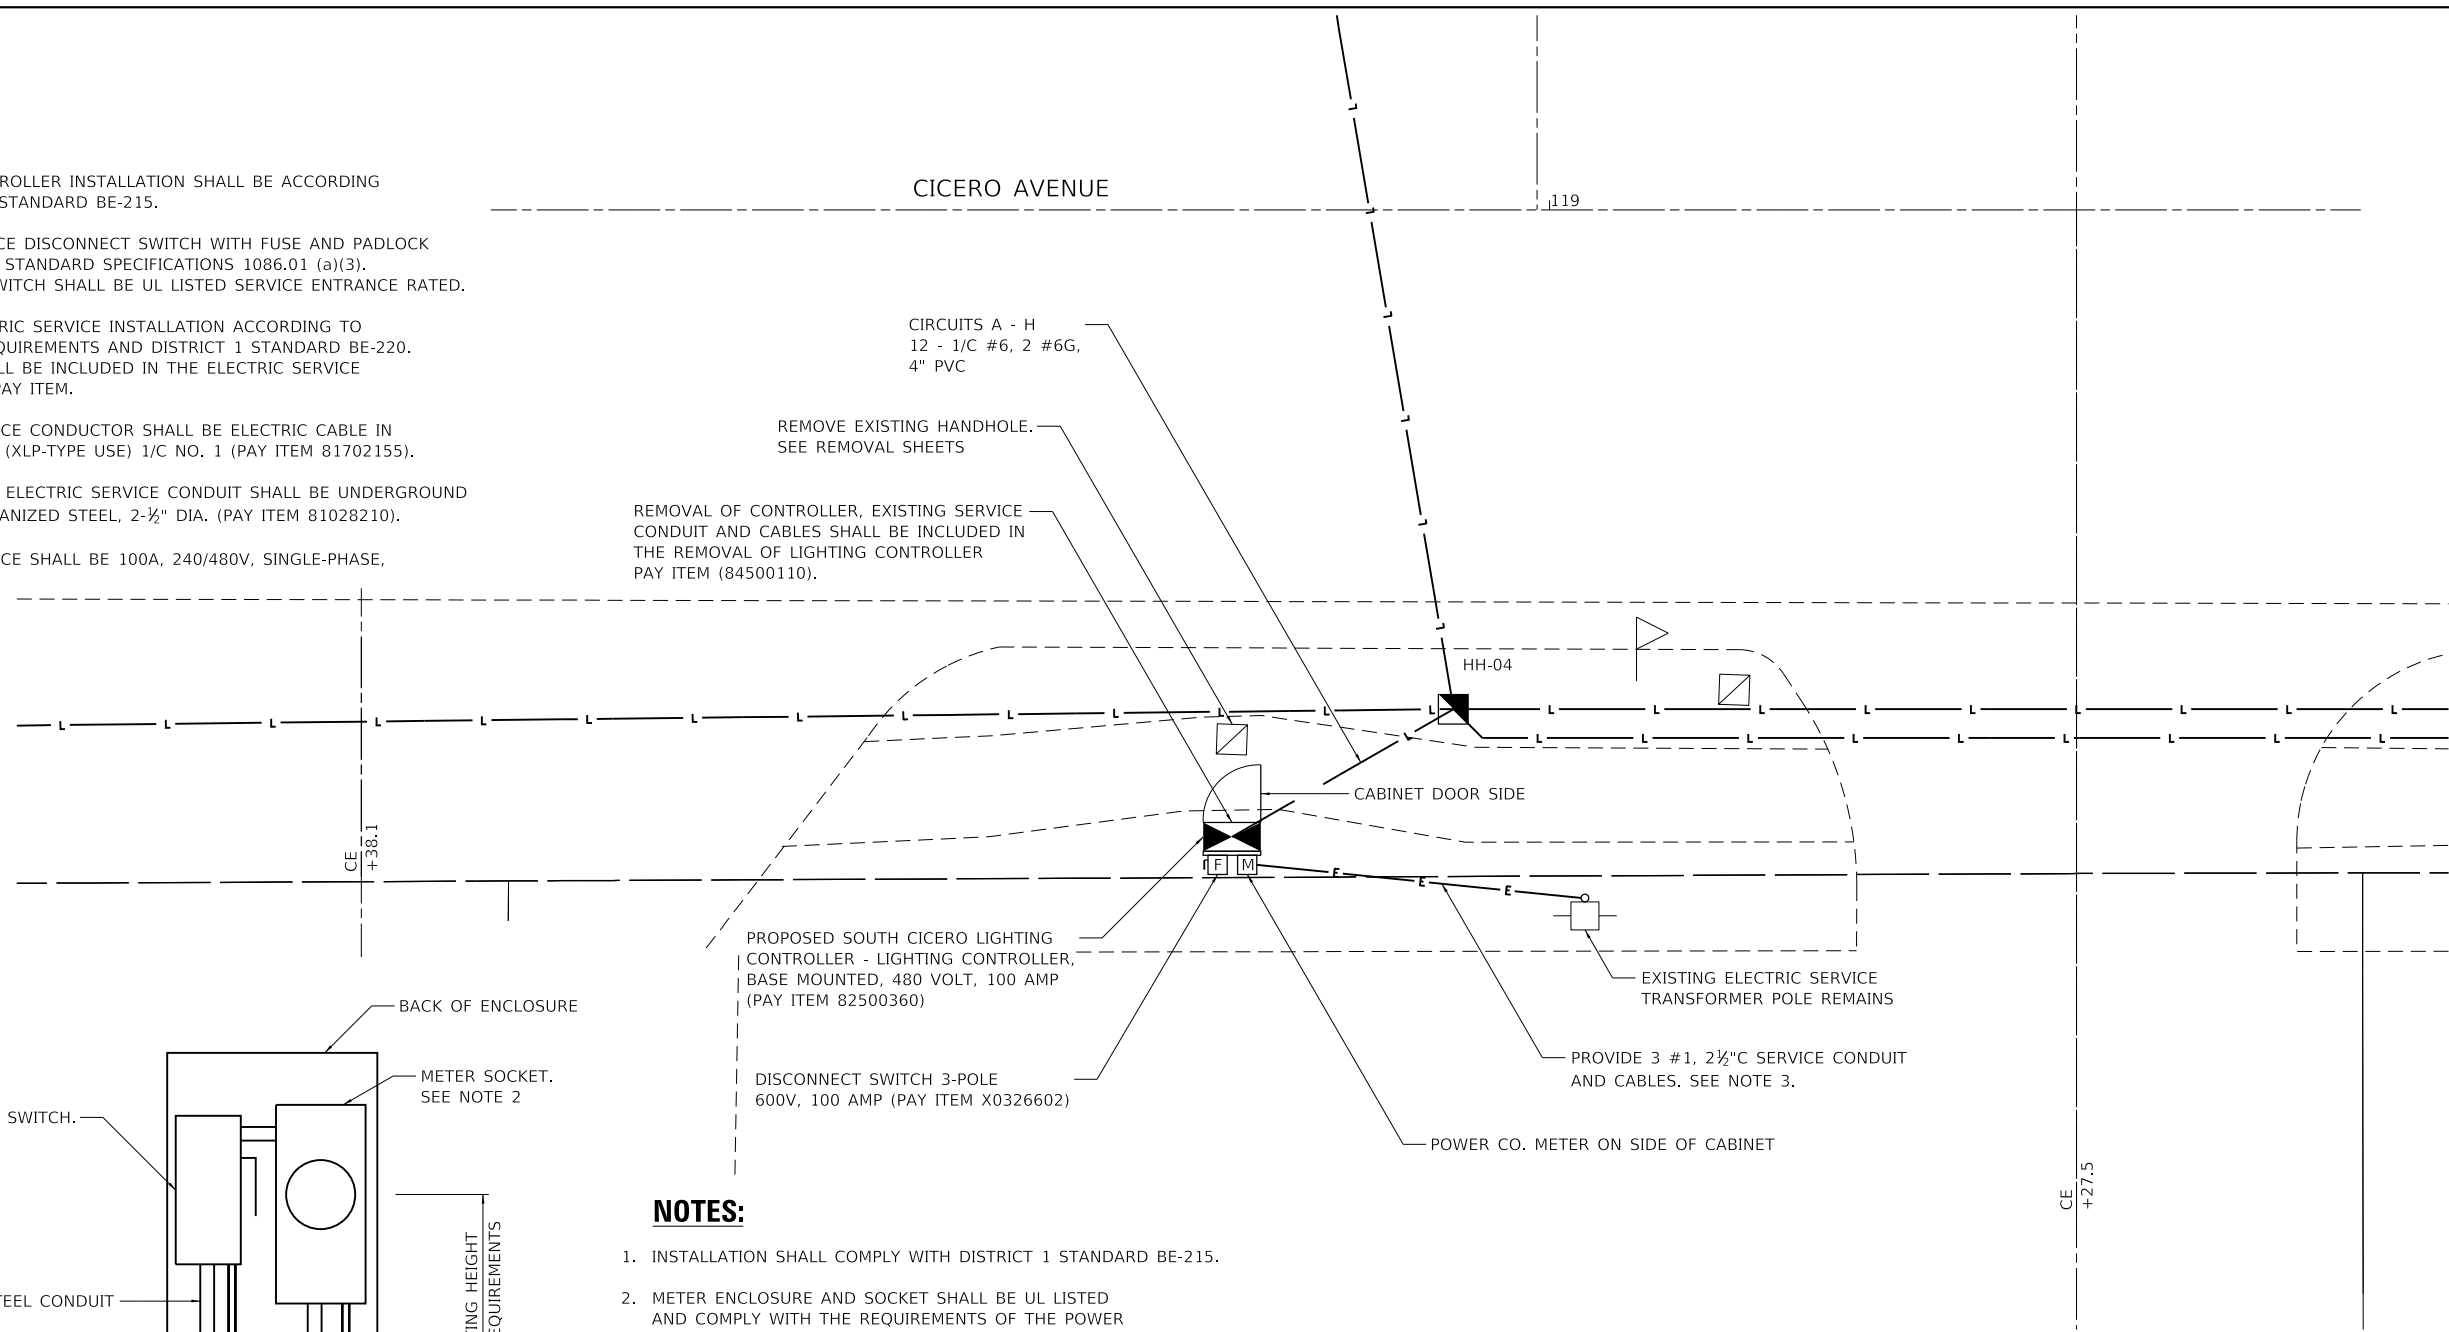 ROLLER INSTALLATION SHALL BE ACCORDING
STANDARD BE-215.
CE DISCONNECT SWITCH WITH FUSE AND PADLOCK
STANDARD SPECIFICATIONS 1086.01 (a)(3).
WITCH SHALL BE UL LISTED SERVICE ENTRANCE RATED.
RIC SERVICE INSTALLATION ACCORDING TO
QUIREMENTS AND DISTRICT 1 STANDARD BE-220.
LL BE INCLUDED IN THE ELECTRIC SERVICE
PAY ITEM.
CE CONDUCTOR SHALL BE ELECTRIC CABLE IN
(XLP-TYPE USE) 1/C NO. 1 (PAY ITEM 81702155).
ELECTRIC SERVICE CONDUIT SHALL BE UNDERGROUND
ANIZED STEEL, 2-½" DIA. (PAY ITEM 81028210).
CE SHALL BE 100A, 240/480V, SINGLE-PHASE,
CICERO AVENUE
119
CIRCUITS A - H
12 - 1/C #6, 2 #6G,
4" PVC
REMOVE EXISTING HANDHOLE.
SEE REMOVAL SHEETS
REMOVAL OF CONTROLLER, EXISTING SERVICE
CONDUIT AND CABLES SHALL BE INCLUDED IN
THE REMOVAL OF LIGHTING CONTROLLER
PAY ITEM (84500110).
HH-04
L L L L L L L L L L L L L L L L L L L L L L
L L L L L L L L L
CABINET DOOR SIDE
CE
+38.1
F M
E E E
PROPOSED SOUTH CICERO LIGHTING
CONTROLLER - LIGHTING CONTROLLER,
BASE MOUNTED, 480 VOLT, 100 AMP
(PAY ITEM 82500360)
EXISTING ELECTRIC SERVICE
TRANSFORMER POLE REMAINS
PROVIDE 3 #1, 2½"C SERVICE CONDUIT
AND CABLES. SEE NOTE 3.
DISCONNECT SWITCH 3-POLE
600V, 100 AMP (PAY ITEM X0326602)
POWER CO. METER ON SIDE OF CABINET
CE
+27.5
BACK OF ENCLOSURE
METER SOCKET.
SEE NOTE 2
SWITCH.
TEEL CONDUIT
TING HEIGHT
EQUIREMENTS
NOTES:
1. INSTALLATION SHALL COMPLY WITH DISTRICT 1 STANDARD BE-215.
2. METER ENCLOSURE AND SOCKET SHALL BE UL LISTED
AND COMPLY WITH THE REQUIREMENTS OF THE POWER